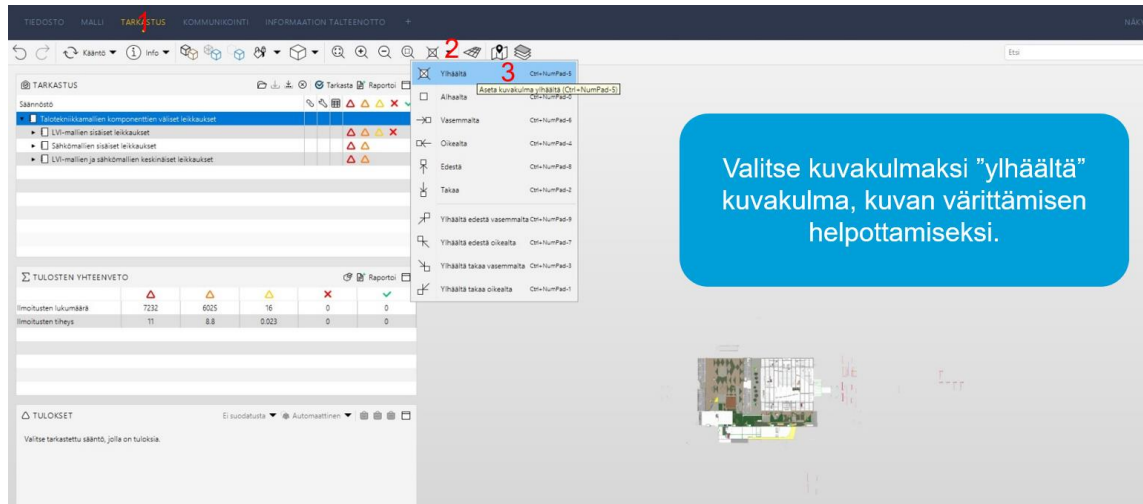 TIEDOSTO MALLI TARKASTUS KOMMUNIKOINTI INFORMAATION TALTEENOTTO +
1
Kääntö Info
2
Etsi
TARKASTUS Tarkasta Raportoi
Säännöstö
Talotekniikkamallien komponenttien väliset leikkaukset
LVI-mallien sisäiset leikkaukset
Sähkömallien sisäiset leikkaukset
LVI-mallien ja sähkömallien keskinäiset leikkaukset
Ylhäältä Ctrl+NumPad-5
3
Aseta kuvakulma ylhäältä (Ctrl+NumPad-5)
Alhaalta Ctrl+NumPad-0
Vasemmalta Ctrl+NumPad-6
Oikealta Ctrl+NumPad-4
Edestä Ctrl+NumPad-8
Takaa Ctrl+NumPad-2
Ylhäältä edestä vasemmalta Ctrl+NumPad-9
Ylhäältä edestä oikealta Ctrl+NumPad-7
Ylhäältä takaa vasemmalta Ctrl+NumPad-3
Ylhäältä takaa oikealta Ctrl+NumPad-1
Valitse kuvakulmaksi ”ylhäältä”
kuvakulma, kuvan värittämisen
helpottamiseksi.
TULOSTEN YHTEENVETO Raportoi
Ilmoitusten lukumäärä 7232 6025 16 0 0
Ilmoitusten tiheys 11 8.8 0.023 0 0
TULOKSET Ei suodatusta Automaattinen
Valitse tarkastettu sääntö, jolla on tuloksia.